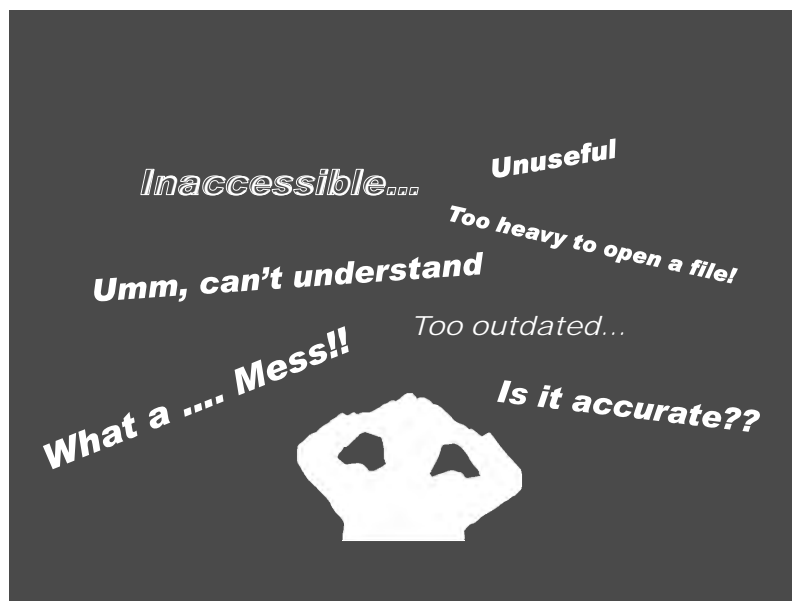 Unuseful
Inaccessible...
Too heavy to open a file!
Umm, can’t understand
Too outdated...
What a .... Mess!!
Is it accurate??